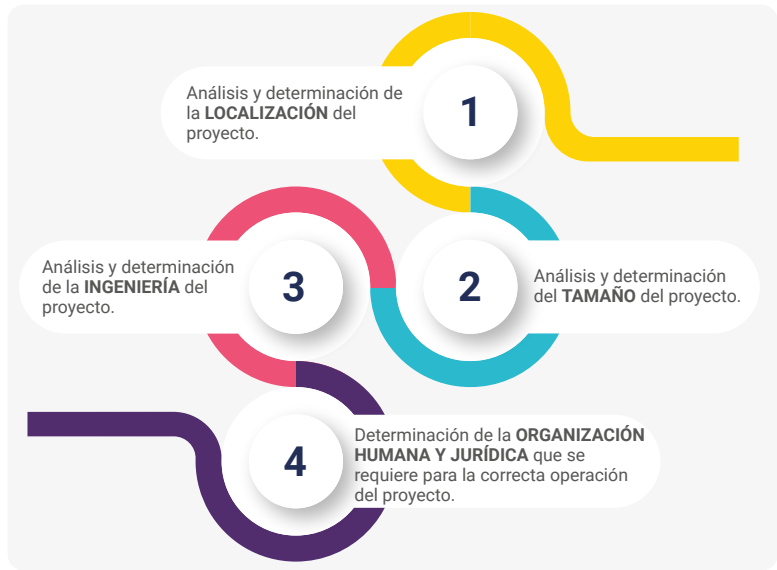 1
Análisis y determinación de
la LOCALIZACIÓN del
proyecto.
2
Análisis y determinación
del TAMAÑO del proyecto.
3
Análisis y determinación
de la INGENIERÍA del
proyecto.
4
Determinación de la ORGANIZACIÓN
HUMANA Y JURÍDICA que se
requiere para la correcta operación
del proyecto.